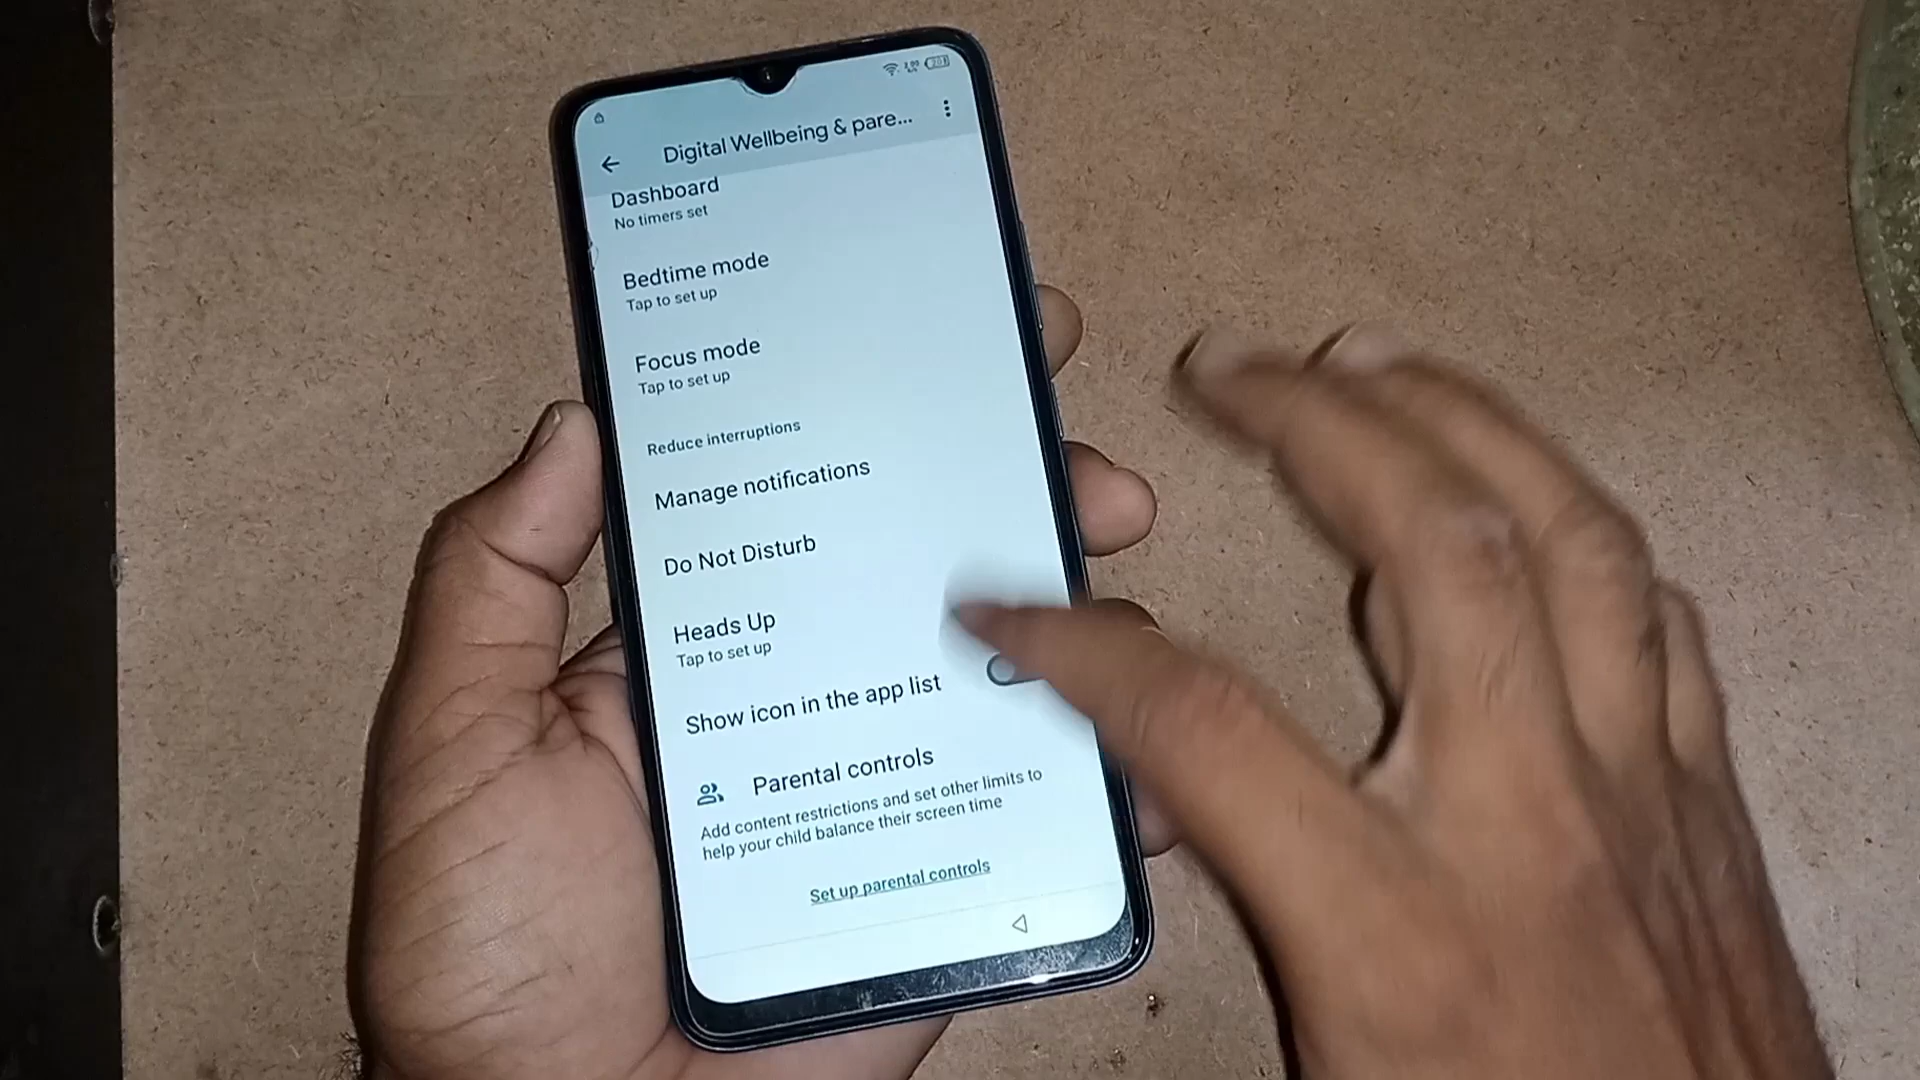 Digital Wellbeing & pare...
Dashboard
No timers set
Bedtime mode
Tap to set up
Focus mode
Tap to set up
Reduce interruptions
Manage notifications
Do Not Disturb
Heads Up
Tap to set up
Show icon in the app list
Parental controls
Add content restrictions and set other limits to
help your child balance their screen time
Set up parental controls